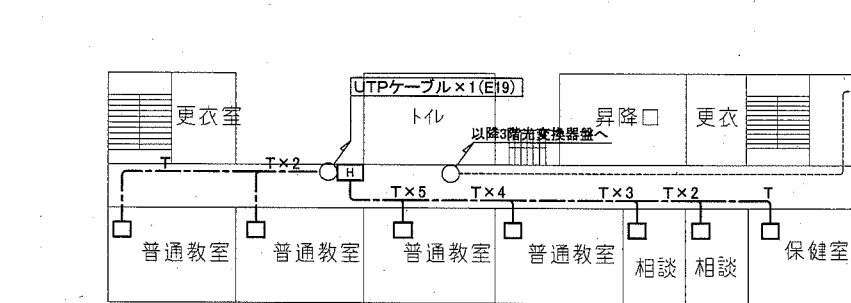 UTPケーブル×1(E19)
更衣室
トイレ
昇降口
更衣
以降3階光変換器盤へ
T
T×2
H
T×5
T×4
T×3
T×2
T
普通教室
普通教室
普通教室
普通教室
相談
相談
保健室